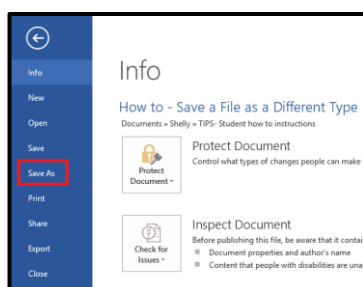 Info
New
Open
Save
Save As
Print
Share
Export
Close
Info
How to - Save a File as a Different Type
Documents » Shelly » TIPS- Student how to instructions
Protect Document
Control what types of changes people can make
Protect
Document
Inspect Document
Before publishing this file, be aware that it contai
Document properties and author's name
Content that people with disabilities are una
Check for
Issues